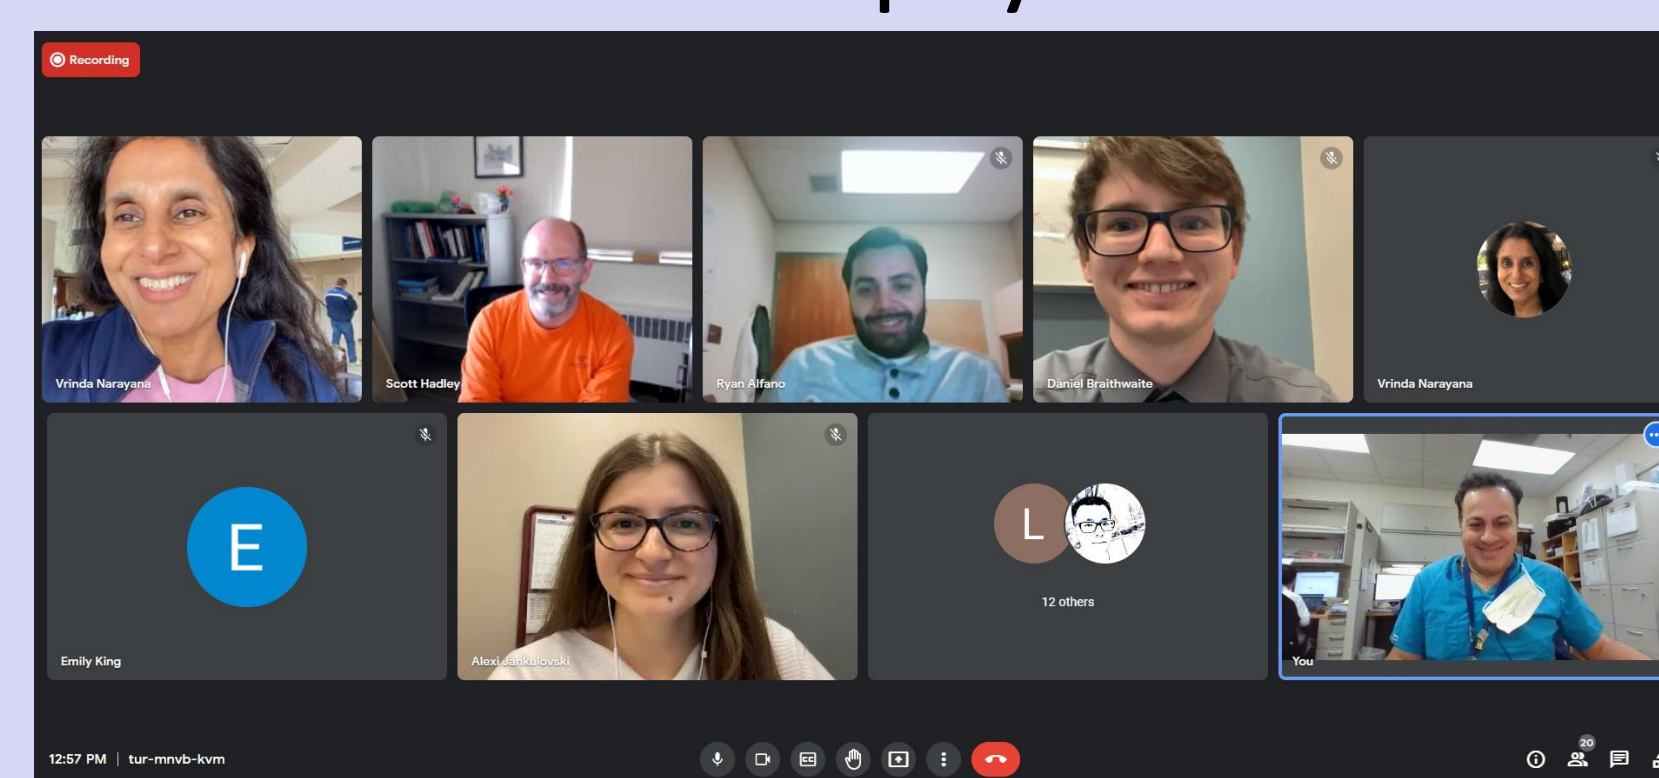 Recording
Vrinda Narayana
Scott Hadley
Ryan Alfano
Daniel Braithwaite
Vrinda Narayana
E
Emily King
Alexi Jankulovski
L
12 others
You
12:57 PM | tur-mnvb-kvm
CC
20